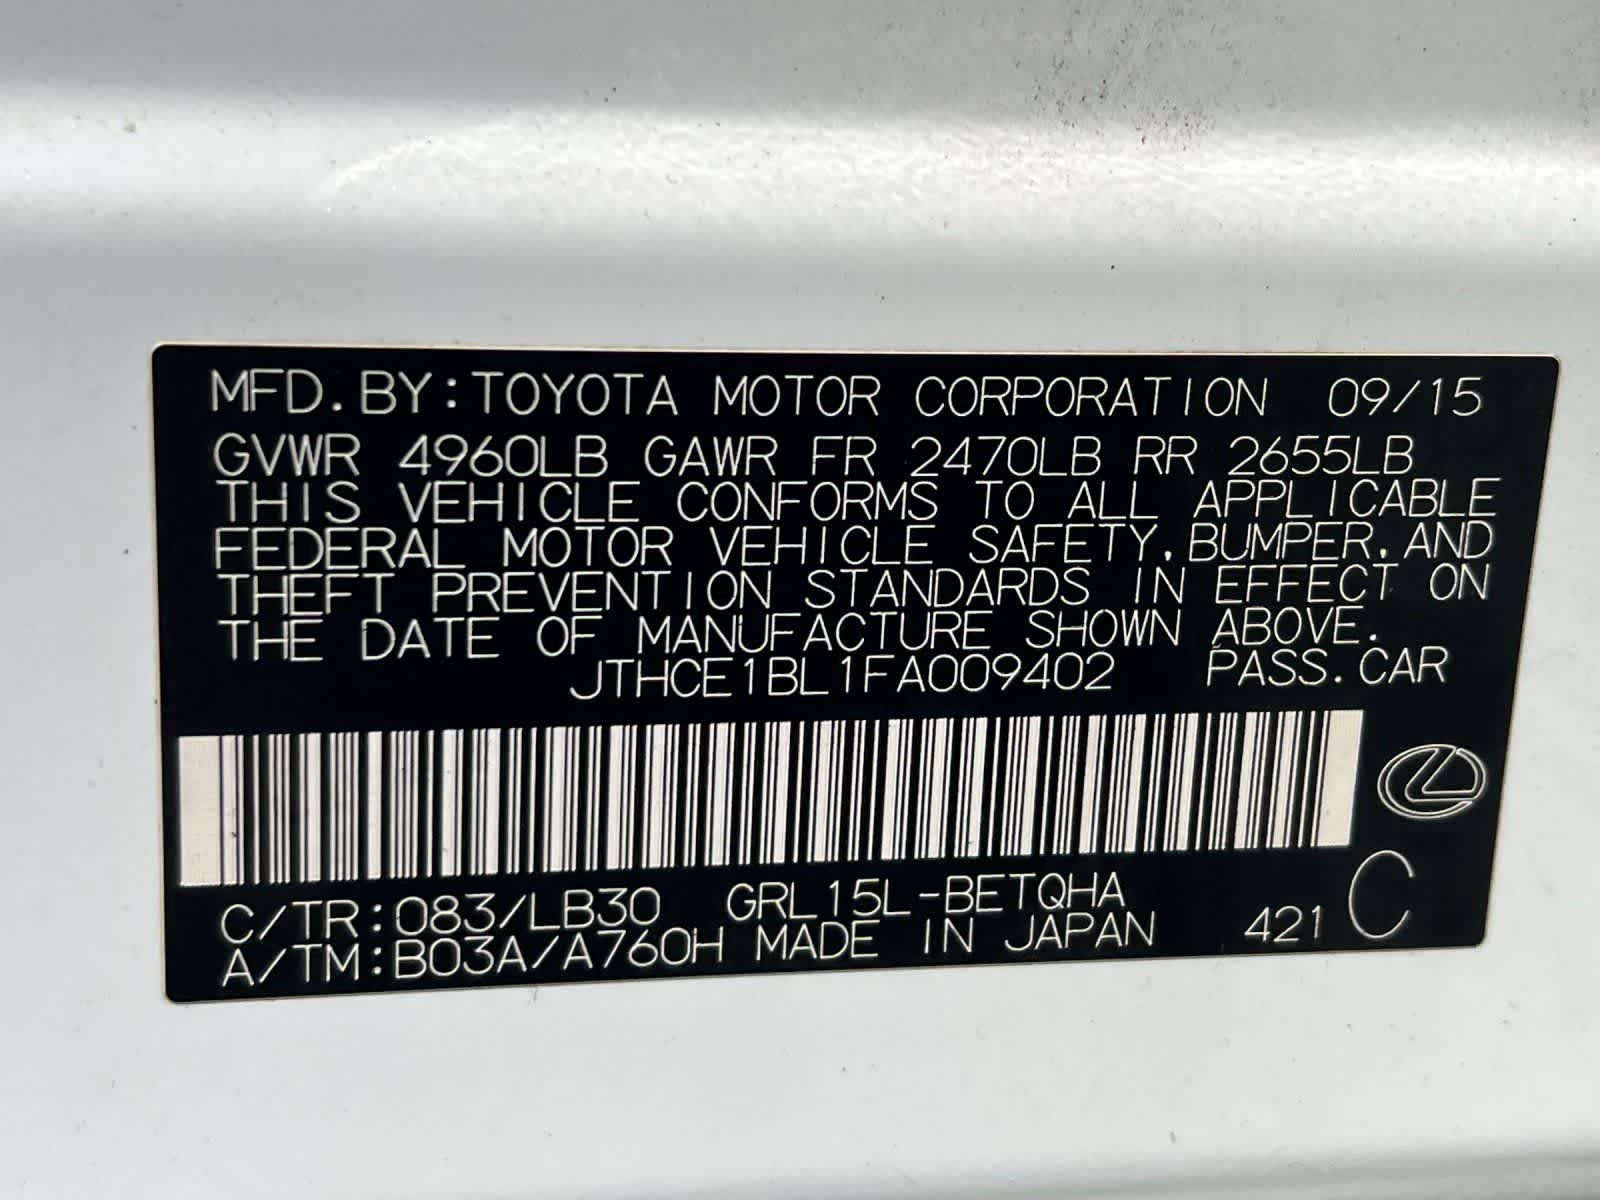 MFD. BY: TOYOTA MOTOR CORPORATION 09/15
GVWR 4960LB GAWR FR 2470LB RR 2655LB
THIS VEHICLE CONFORMS TO ALL APPLICABLE
FEDERAL MOTOR VEHICLE SAFETY, BUMPER, AND
THEFT PREVENTION STANDARDS IN EFFECT ON
THE DATE OF MANUFACTURE SHOWN ABOVE.
JTHCE1BL1FA009402 PASS. CAR
C/TR: 083/LB30 GRL15L-BETQHA
A/TM: B03A/A760H MADE IN JAPAN 421 C